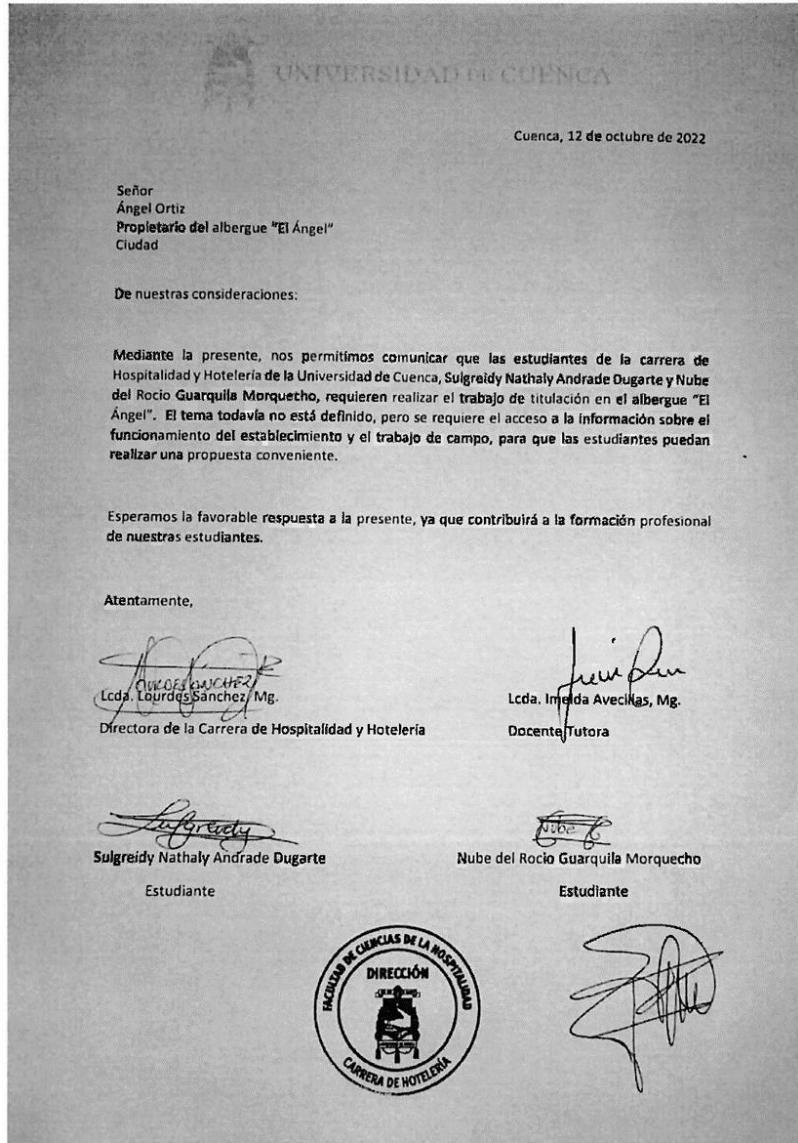 UNIVERSIDAD DE CUENCA
Cuenca, 12 de octubre de 2022
Señor
Ángel Ortiz
Propietario del albergue "El Ángel"
Ciudad
De nuestras consideraciones:
Mediante la presente, nos permitimos comunicar que las estudiantes de la carrera de
Hospitalidad y Hotelería de la Universidad de Cuenca, Sulgreidy Nathaly Andrade Dugarte y Nube
del Rocio Guarquila Morquecho, requieren realizar el trabajo de titulación en el albergue "El
Ángel". El tema todavía no está definido, pero se requiere el acceso a la información sobre el
funcionamiento del establecimiento y el trabajo de campo, para que las estudiantes puedan
realizar una propuesta conveniente.
Esperamos la favorable respuesta a la presente, ya que contribuirá a la formación profesional
de nuestras estudiantes.
Atentamente,
LOURDES SANCHEZ
Lcda. Lourdes Sánchez, Mg.
Directora de la Carrera de Hospitalidad y Hotelería
Lcda. Imelda Avecillas, Mg.
Docente Tutora
Sulgreidy
Sulgreidy Nathaly Andrade Dugarte
Estudiante
Nube
Nube del Rocio Guarquila Morquecho
Estudiante
FACULTAD DE CIENCIAS DE LA HOSPITALIDAD
DIRECCIÓN
CARRERA DE HOTELERÍA